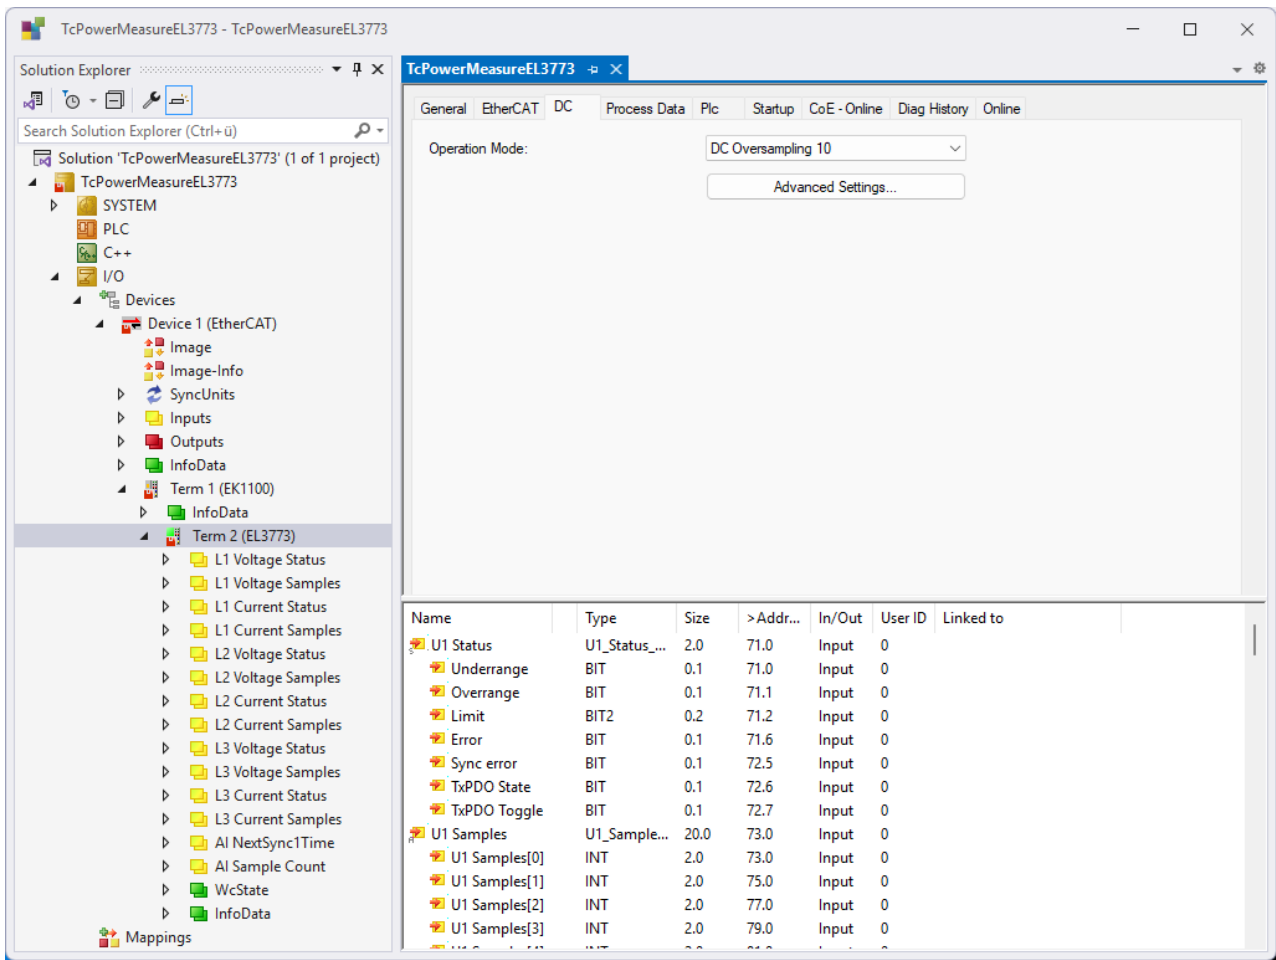 TcPowerMeasureEL3773 - TcPowerMeasureEL3773
Solution Explorer
Search Solution Explorer (Ctrl+ü)
Solution 'TcPowerMeasureEL3773' (1 of 1 project)
TcPowerMeasureEL3773
SYSTEM
PLC
C++
I/O
Devices
Device 1 (EtherCAT)
Image
Image-Info
SyncUnits
Inputs
Outputs
InfoData
Term 1 (EK1100)
InfoData
Term 2 (EL3773)
L1 Voltage Status
L1 Voltage Samples
L1 Current Status
L1 Current Samples
L2 Voltage Status
L2 Voltage Samples
L2 Current Status
L2 Current Samples
L3 Voltage Status
L3 Voltage Samples
L3 Current Status
L3 Current Samples
AI NextSync1Time
AI Sample Count
WcState
InfoData
Mappings
TcPowerMeasureEL3773
General EtherCAT DC Process Data Plc Startup CoE - Online Diag History Online
Operation Mode: DC Oversampling 10
Advanced Settings...
Name Type Size >Addr... In/Out User ID Linked to
U1 Status U1_Status_... 2.0 71.0 Input 0
Underrange BIT 0.1 71.0 Input 0
Overrange BIT 0.1 71.1 Input 0
Limit BIT2 0.2 71.2 Input 0
Error BIT 0.1 71.6 Input 0
Sync error BIT 0.1 72.5 Input 0
TxPDO State BIT 0.1 72.6 Input 0
TxPDO Toggle BIT 0.1 72.7 Input 0
U1 Samples U1_Sample... 20.0 73.0 Input 0
U1 Samples[0] INT 2.0 73.0 Input 0
U1 Samples[1] INT 2.0 75.0 Input 0
U1 Samples[2] INT 2.0 77.0 Input 0
U1 Samples[3] INT 2.0 79.0 Input 0